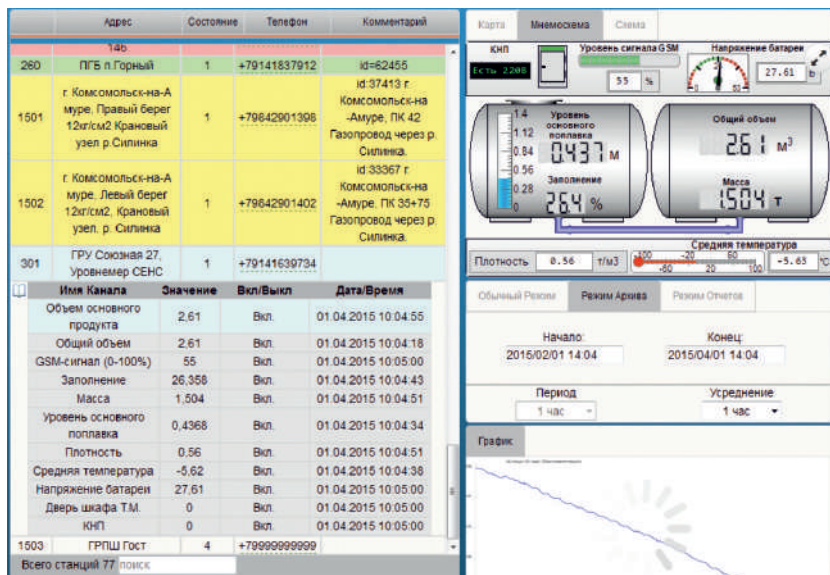 Адрес Состояние Телефон Комментарий
146.
260 ПГБ п.Горный 1 +79141837912 id=62455
1501 г. Комсомольск-на-А муре, Правый берег 12кг/см2 Крановый узел р.Силинка 1 +79842901398 id:37413 г. Комсомольск-на -Амуре, ПК 42 Газопровод через р. Силинка.
1502 г. Комсомольск-на-А муре, Левый берег 12кг/см2, Крановый узел, р. Силинка 1 +79842901402 id:33367 г. Комсомольск-на -Амуре, ПК 35+75 Газопровод через р. Силинка.
301 ГРУ Союзная 27, Уровнемер СЕНС 1 +79141639734
Имя Канала Значение Вкл/Выкл Дата/Время
Объем основного продукта 2,61 Вкл. 01.04.2015 10:04:55
Общий объем 2,61 Вкл. 01.04.2015 10:04:18
GSM-сигнал (0-100%) 55 Вкл. 01.04.2015 10:05:00
Заполнение 26,358 Вкл. 01.04.2015 10:04:43
Масса 1,504 Вкл. 01.04.2015 10:04:51
Уровень основного поплавка 0,4368 Вкл. 01.04.2015 10:04:34
Плотность 0,56 Вкл. 01.04.2015 10:04:51
Средняя температура -5,62 Вкл. 01.04.2015 10:04:38
Напряжение батареи 27,61 Вкл. 01.04.2015 10:05:00
Дверь шкафа Т.М. 0 Вкл. 01.04.2015 10:05:00
КНП 0 Вкл. 01.04.2015 10:05:00
1503 ГРПШ Гост 4 +79999999999
Всего станций 77 поиск
Карта Мнемосхема Схема
КНП Уровень сигнала GSM Напряжение батареи
Есть 220В
55 %
27.61 b
1.4
1.12
0.84
0.56
0.28
0
Уровень основного поплавка
0.437 м
Заполнение
26.4 %
Общий объем
2.61 м3
Масса
1.504 т
Плотность 0.56 т/м3
Средняя температура
-100 -20 60
-60 20 100
-5.63 °C
Обычный Режим Режим Архива Режим Отчетов
Начало: Конец:
2015/02/01 14:04 2015/04/01 14:04
Период Усреднение
1 час 1 час
График